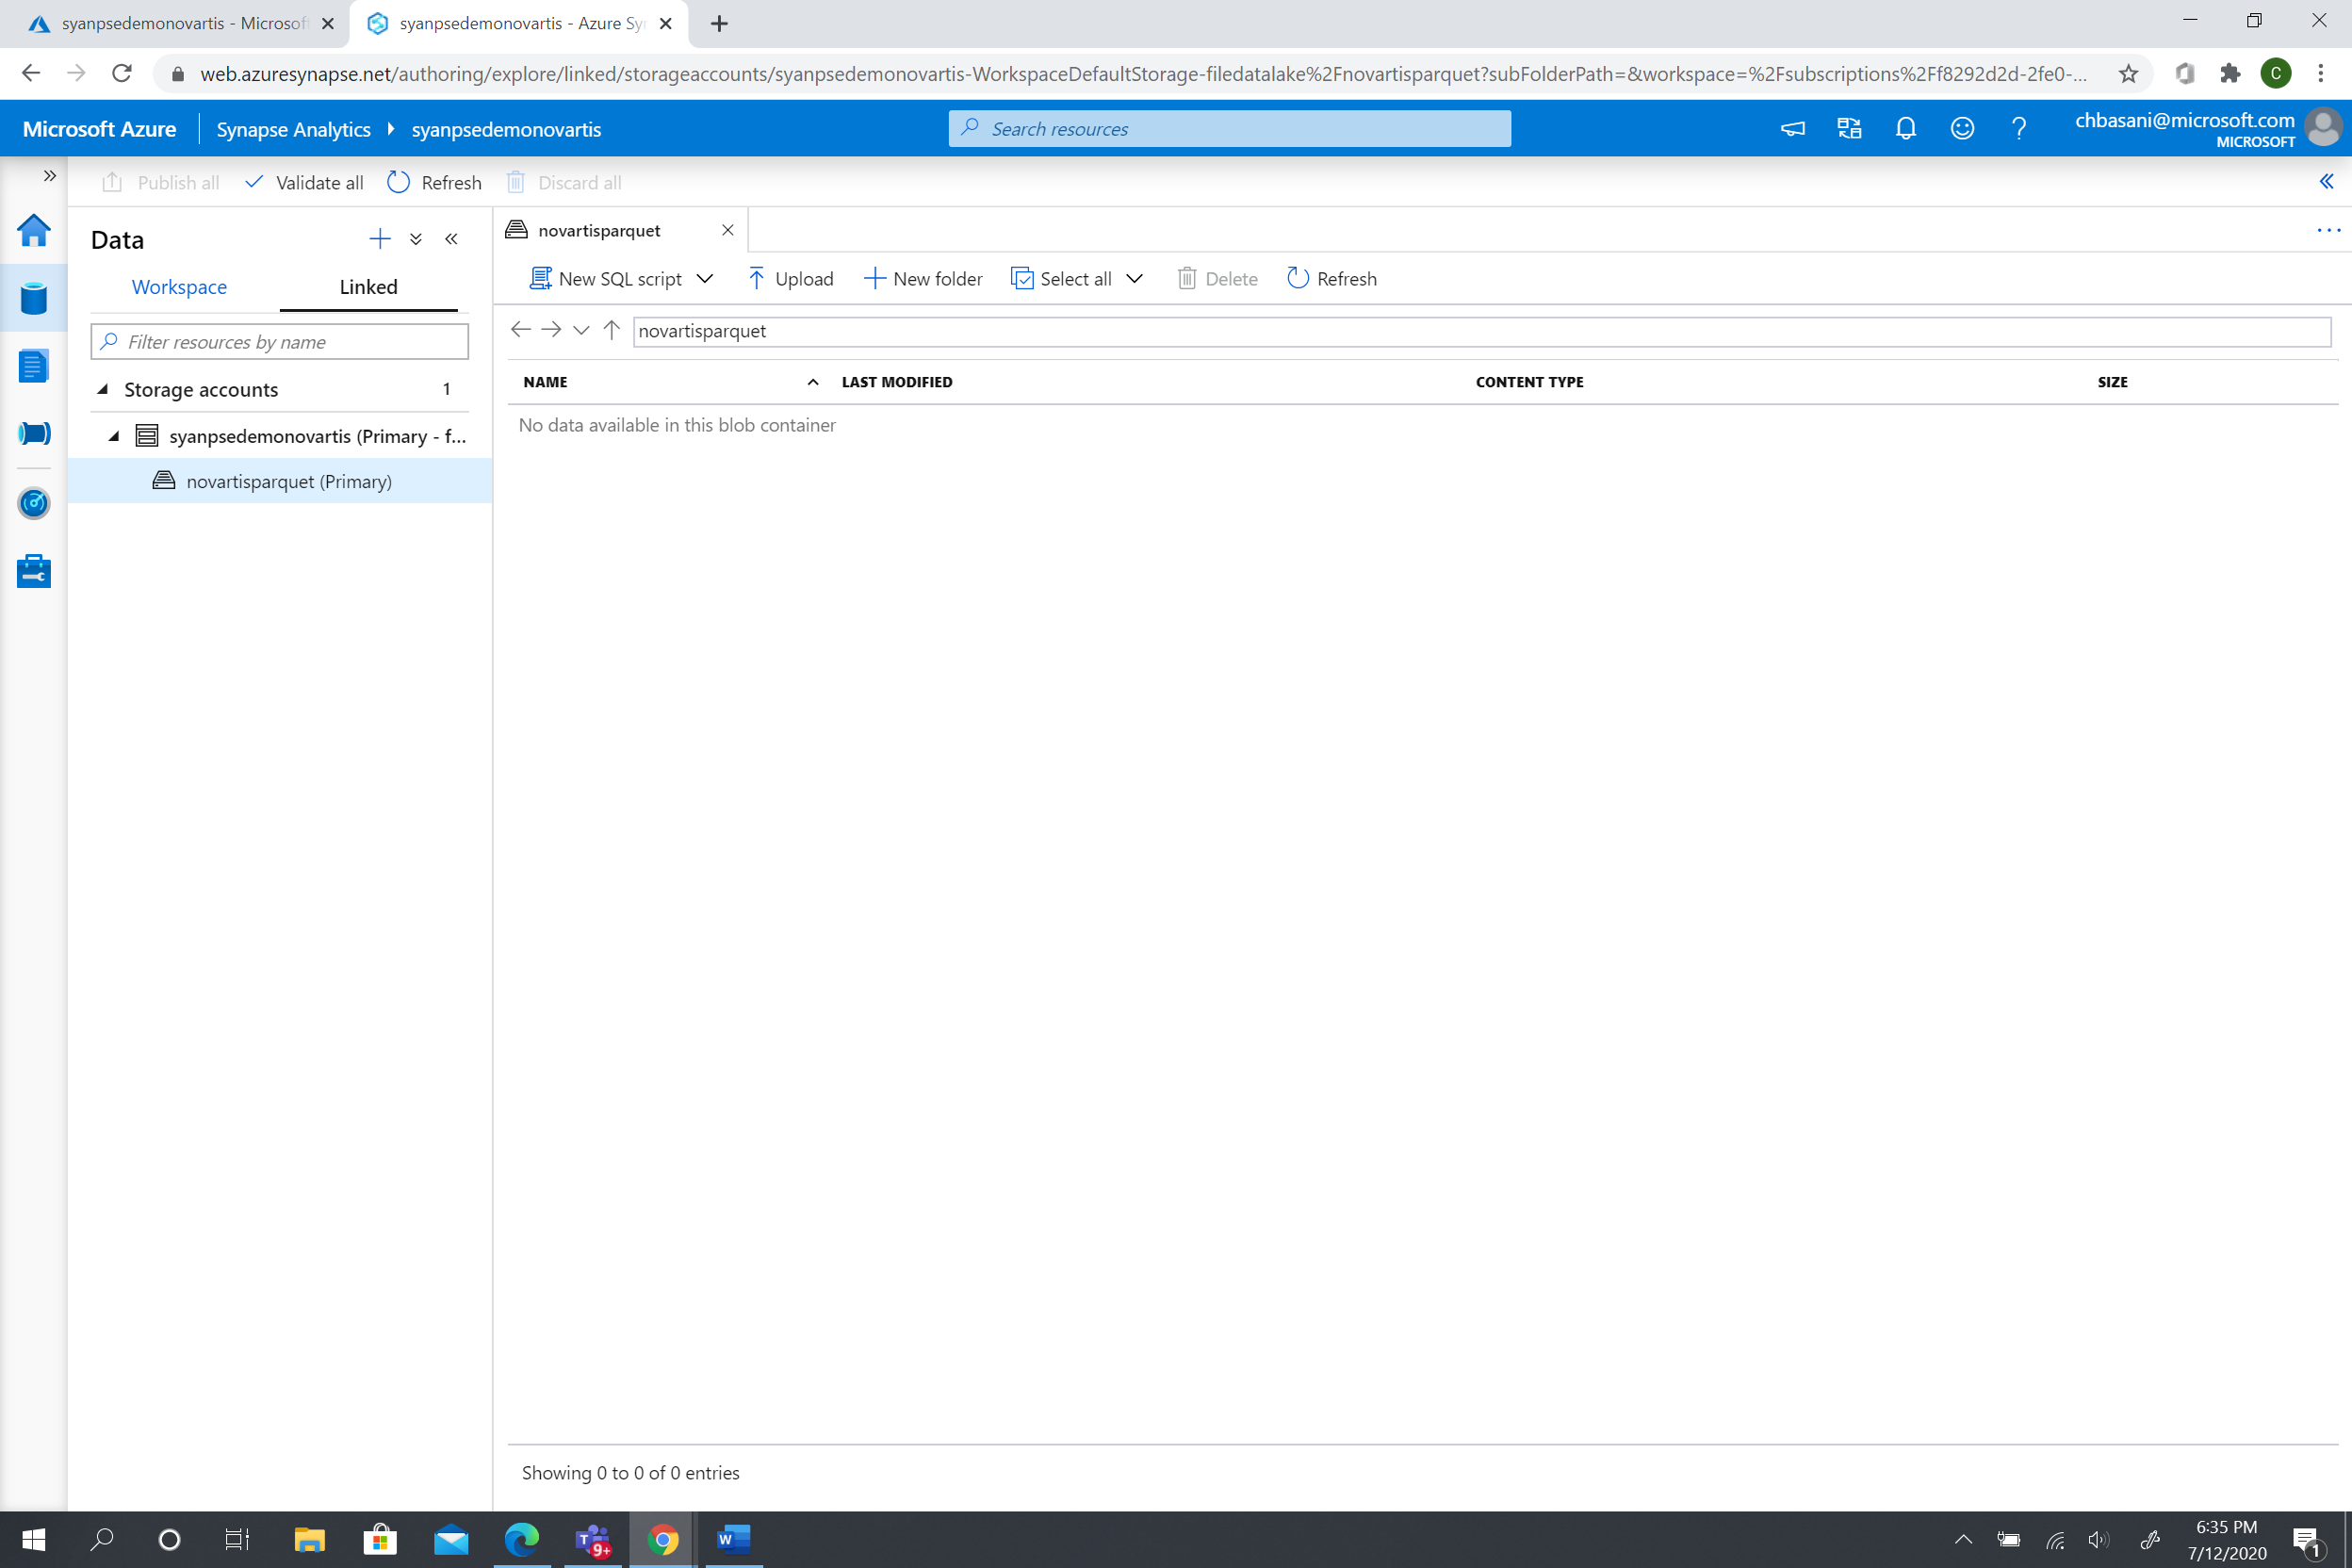 syanpsedemonovartis - Microsoft
syanpsedemonovartis - Azure Syn
web.azuresynapse.net/authoring/explore/linked/storageaccounts/syanpsedemonovartis-WorkspaceDefaultStorage-filedatalake%2Fnovartisparquet?subFolderPath=&workspace=%2Fsubscriptions%2Ff8292d2d-2fe0-...
C
Microsoft Azure
Synapse Analytics
syanpsedemonovartis
Search resources
chbasani@microsoft.com
MICROSOFT
Publish all
Validate all
Refresh
Discard all
Data
Workspace
Linked
Filter resources by name
Storage accounts 1
syanpsedemonovartis (Primary - f...
novartisparquet (Primary)
novartisparquet
New SQL script
Upload
New folder
Select all
Delete
Refresh
novartisparquet
NAME LAST MODIFIED CONTENT TYPE SIZE
No data available in this blob container
Showing 0 to 0 of 0 entries
T
9+
W
6:35 PM
7/12/2020
1